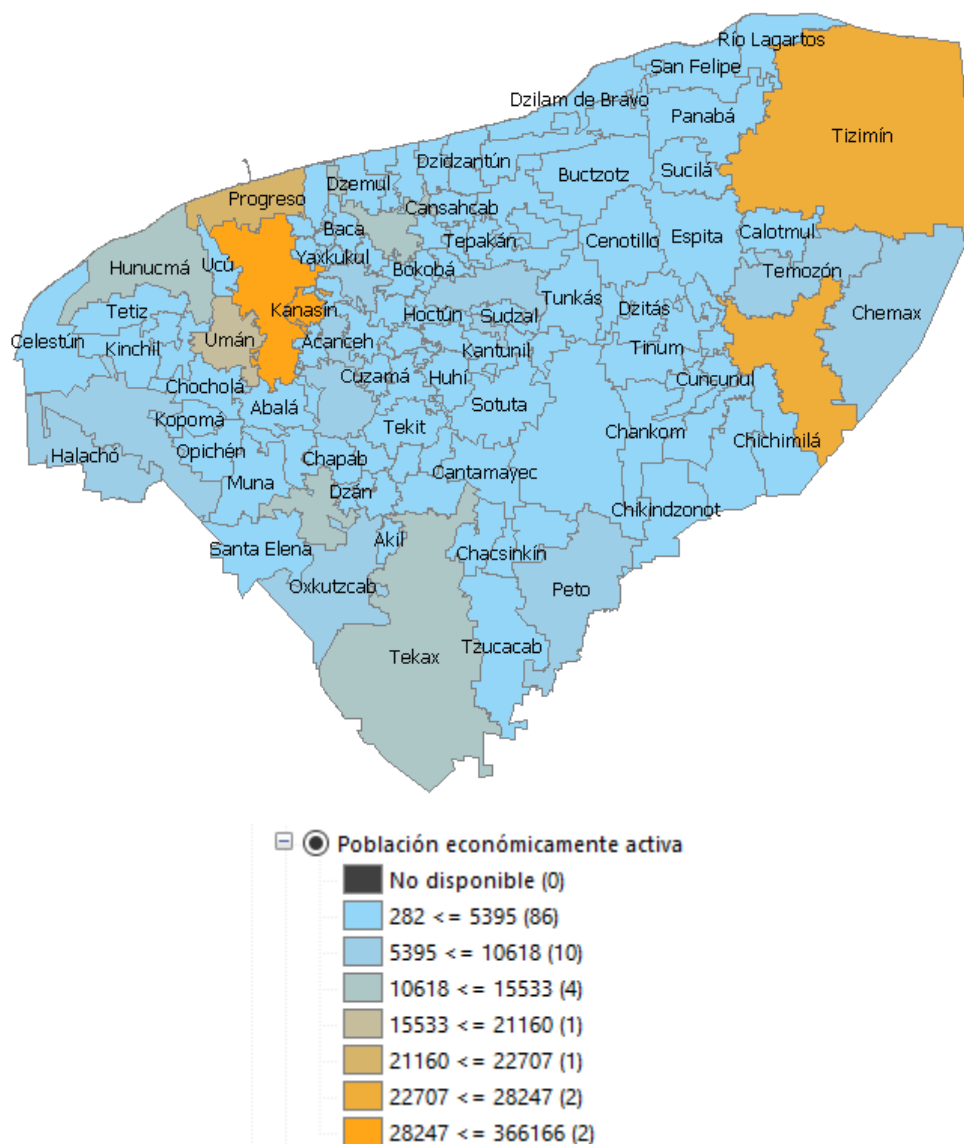 Río Lagartos
San Felipe
Dzilam de Bravo
Panabá
Tizimín
Dzidzantún
Buctzotz
Sucilá
Dzemul
Progreso
Cansahcab
Baca
Tepakán
Cenotillo
Espita
Calotmul
Hunucmá
Ucú
Yaxkukul
Bokobá
Temozón
Tetiz
Kanasín
Hoctún
Sudzal
Tunkás
Dzitás
Chemax
Celestún
Kinchil
Umán
Acanceh
Kantunil
Tinum
Chocholá
Cuzamá
Huhí
Cuncunul
Kopomá
Abalá
Sotuta
Tekit
Chankom
Chichimilá
Halachó
Opichén
Chapab
Cantamayec
Muna
Dzán
Chikindzonot
Santa Elena
Akil
Chacsinkín
Oxkutzcab
Peto
Tekax
Tzucacab
Población económicamente activa
No disponible (0)
282 <= 5395 (86)
5395 <= 10618 (10)
10618 <= 15533 (4)
15533 <= 21160 (1)
21160 <= 22707 (1)
22707 <= 28247 (2)
28247 <= 366166 (2)